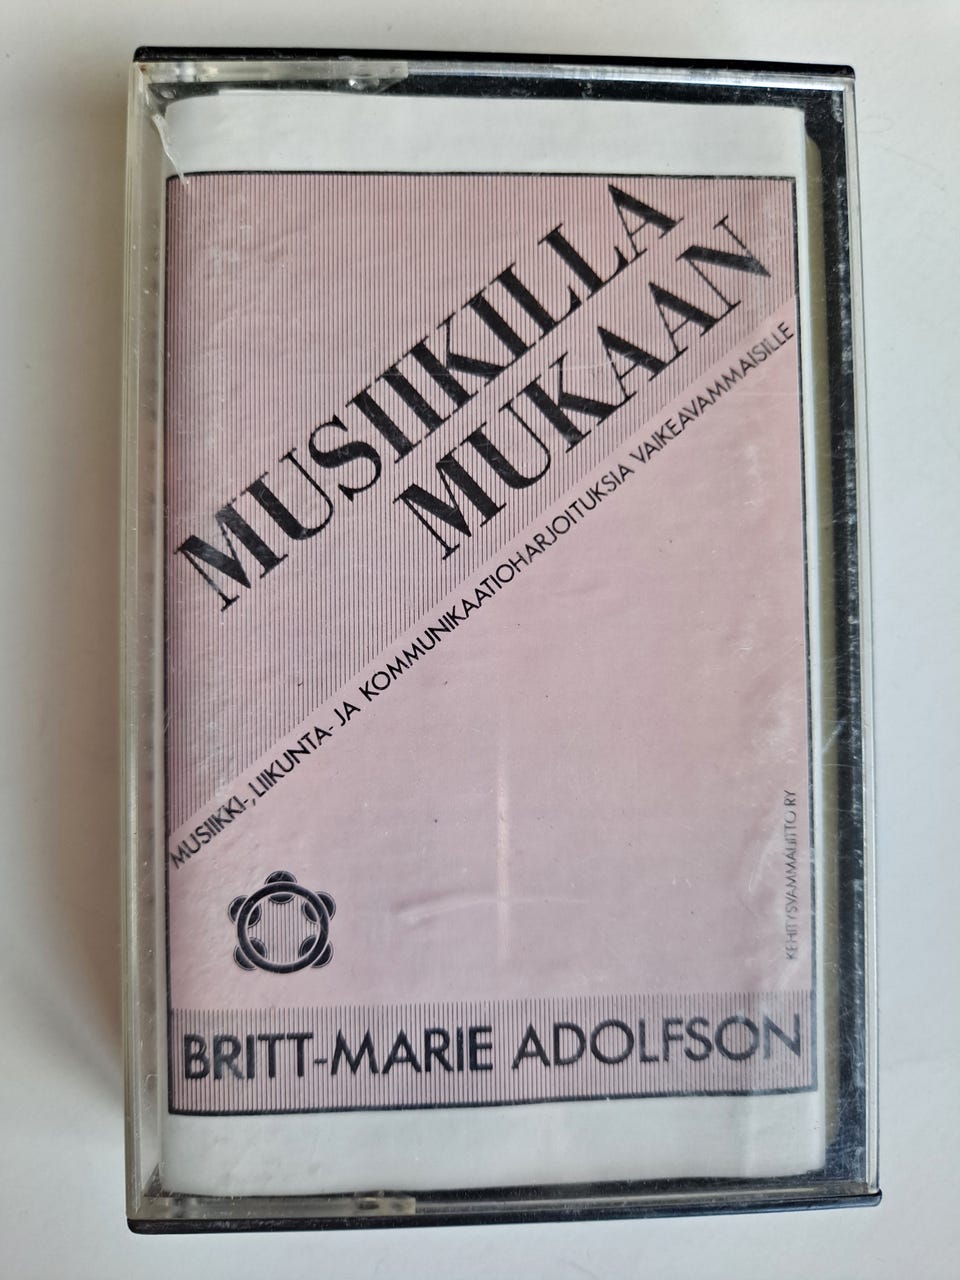 MUSIIKILLA
MUKAAN
MUSIIKKI-, LIIKUNTA- JA KOMMUNIKAATIOHARJOITUKSIA VAIKEAVAMMAISILLE
KEHITYSVAMMALIITTO RY
BRITT-MARIE ADOLFSON